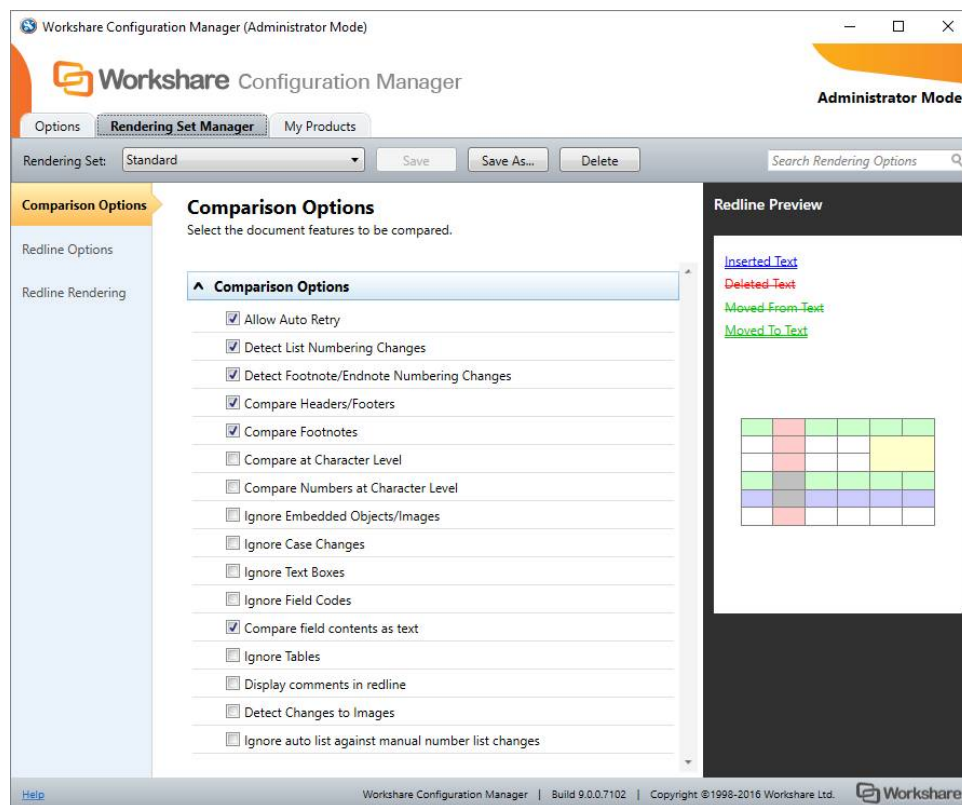 Workshare Configuration Manager (Administrator Mode)
Workshare Configuration Manager
Administrator Mode
Options
Rendering Set Manager
My Products
Rendering Set:
Standard
Save
Save As...
Delete
Search Rendering Options
Comparison Options
Redline Options
Redline Rendering
Comparison Options
Select the document features to be compared.
Comparison Options
Allow Auto Retry
Detect List Numbering Changes
Detect Footnote/Endnote Numbering Changes
Compare Headers/Footers
Compare Footnotes
Compare at Character Level
Compare Numbers at Character Level
Ignore Embedded Objects/Images
Ignore Case Changes
Ignore Text Boxes
Ignore Field Codes
Compare field contents as text
Ignore Tables
Display comments in redline
Detect Changes to Images
Ignore auto list against manual number list changes
Redline Preview
Inserted Text
Deleted Text
Moved From Text
Moved To Text
Help
Workshare Configuration Manager | Build 9.0.0.7102 | Copyright ©1998-2016 Workshare Ltd.
Workshare